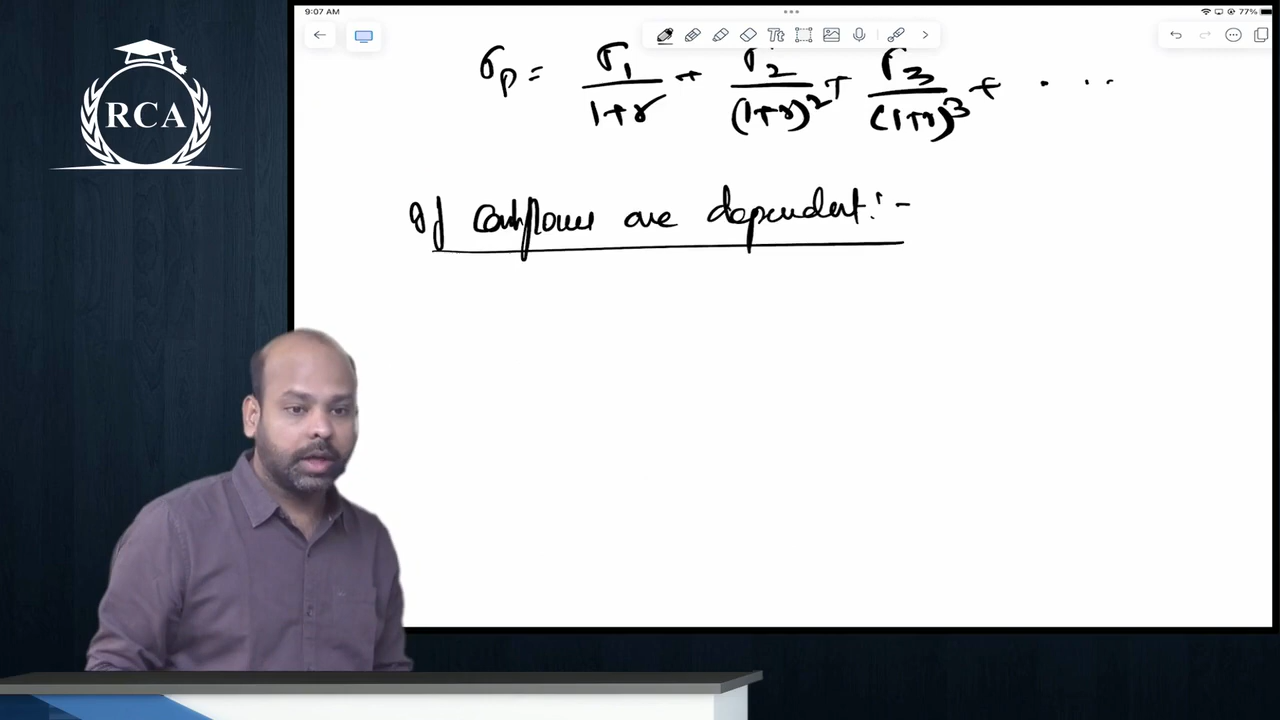 9:07 AM
77%
RCA
σp = σ1/(1+r) + σ2/(1+r)^2 + σ3/(1+r)^3 + ...
If cashflows are dependent:-